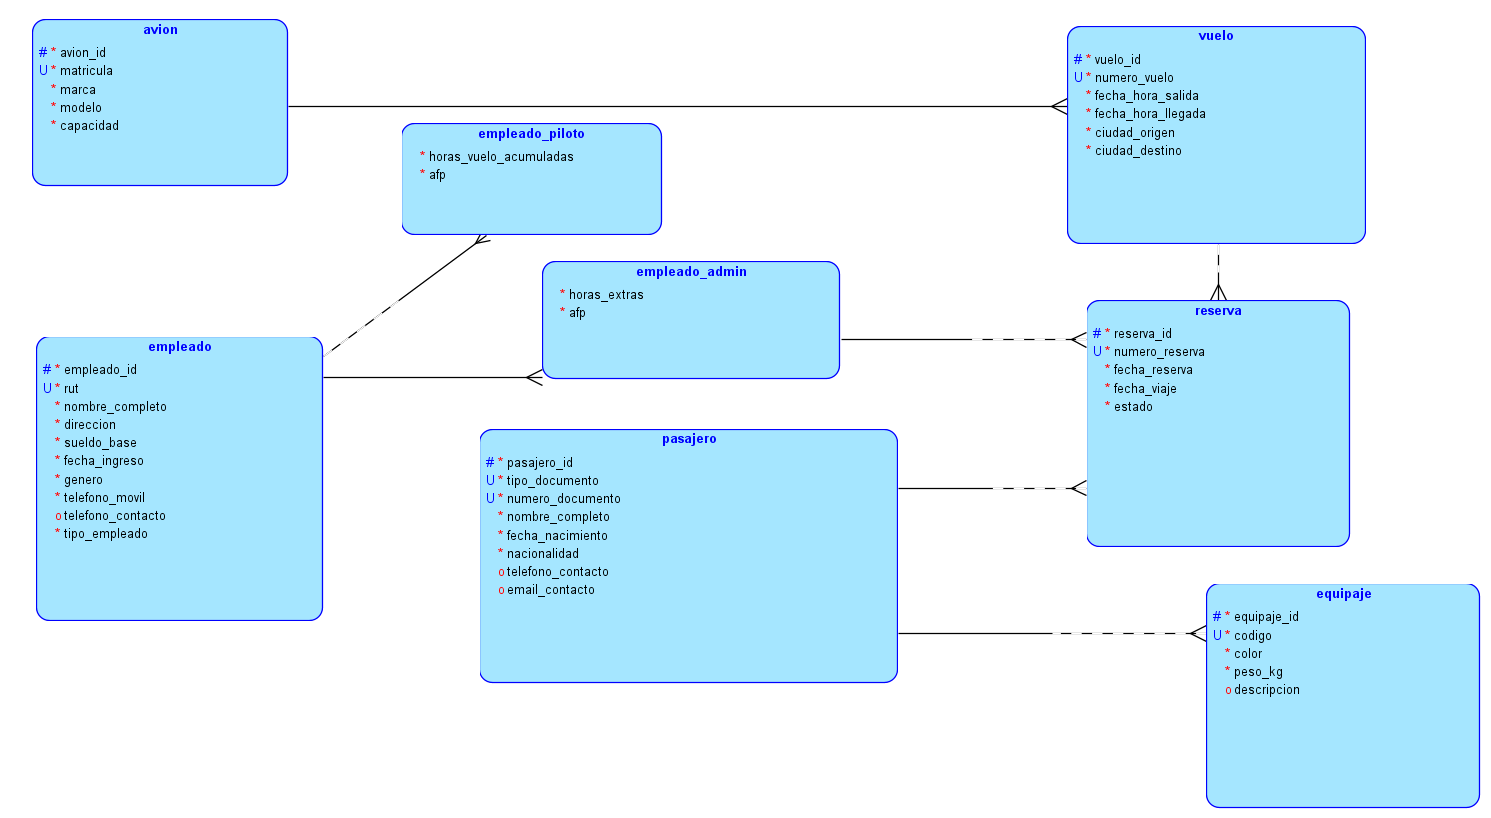 avion
# * avion_id
U * matricula
* marca
* modelo
* capacidad
vuelo
# * vuelo_id
U * numero_vuelo
* fecha_hora_salida
* fecha_hora_llegada
* ciudad_origen
* ciudad_destino
empleado_piloto
* horas_vuelo_acumuladas
* afp
empleado_admin
* horas_extras
* afp
reserva
# * reserva_id
U * numero_reserva
* fecha_reserva
* fecha_viaje
* estado
empleado
# * empleado_id
U * rut
* nombre_completo
* direccion
* sueldo_base
* fecha_ingreso
* genero
* telefono_movil
o telefono_contacto
* tipo_empleado
pasajero
# * pasajero_id
U * tipo_documento
U * numero_documento
* nombre_completo
* fecha_nacimiento
* nacionalidad
o telefono_contacto
o email_contacto
equipaje
# * equipaje_id
U * codigo
* color
* peso_kg
o descripcion